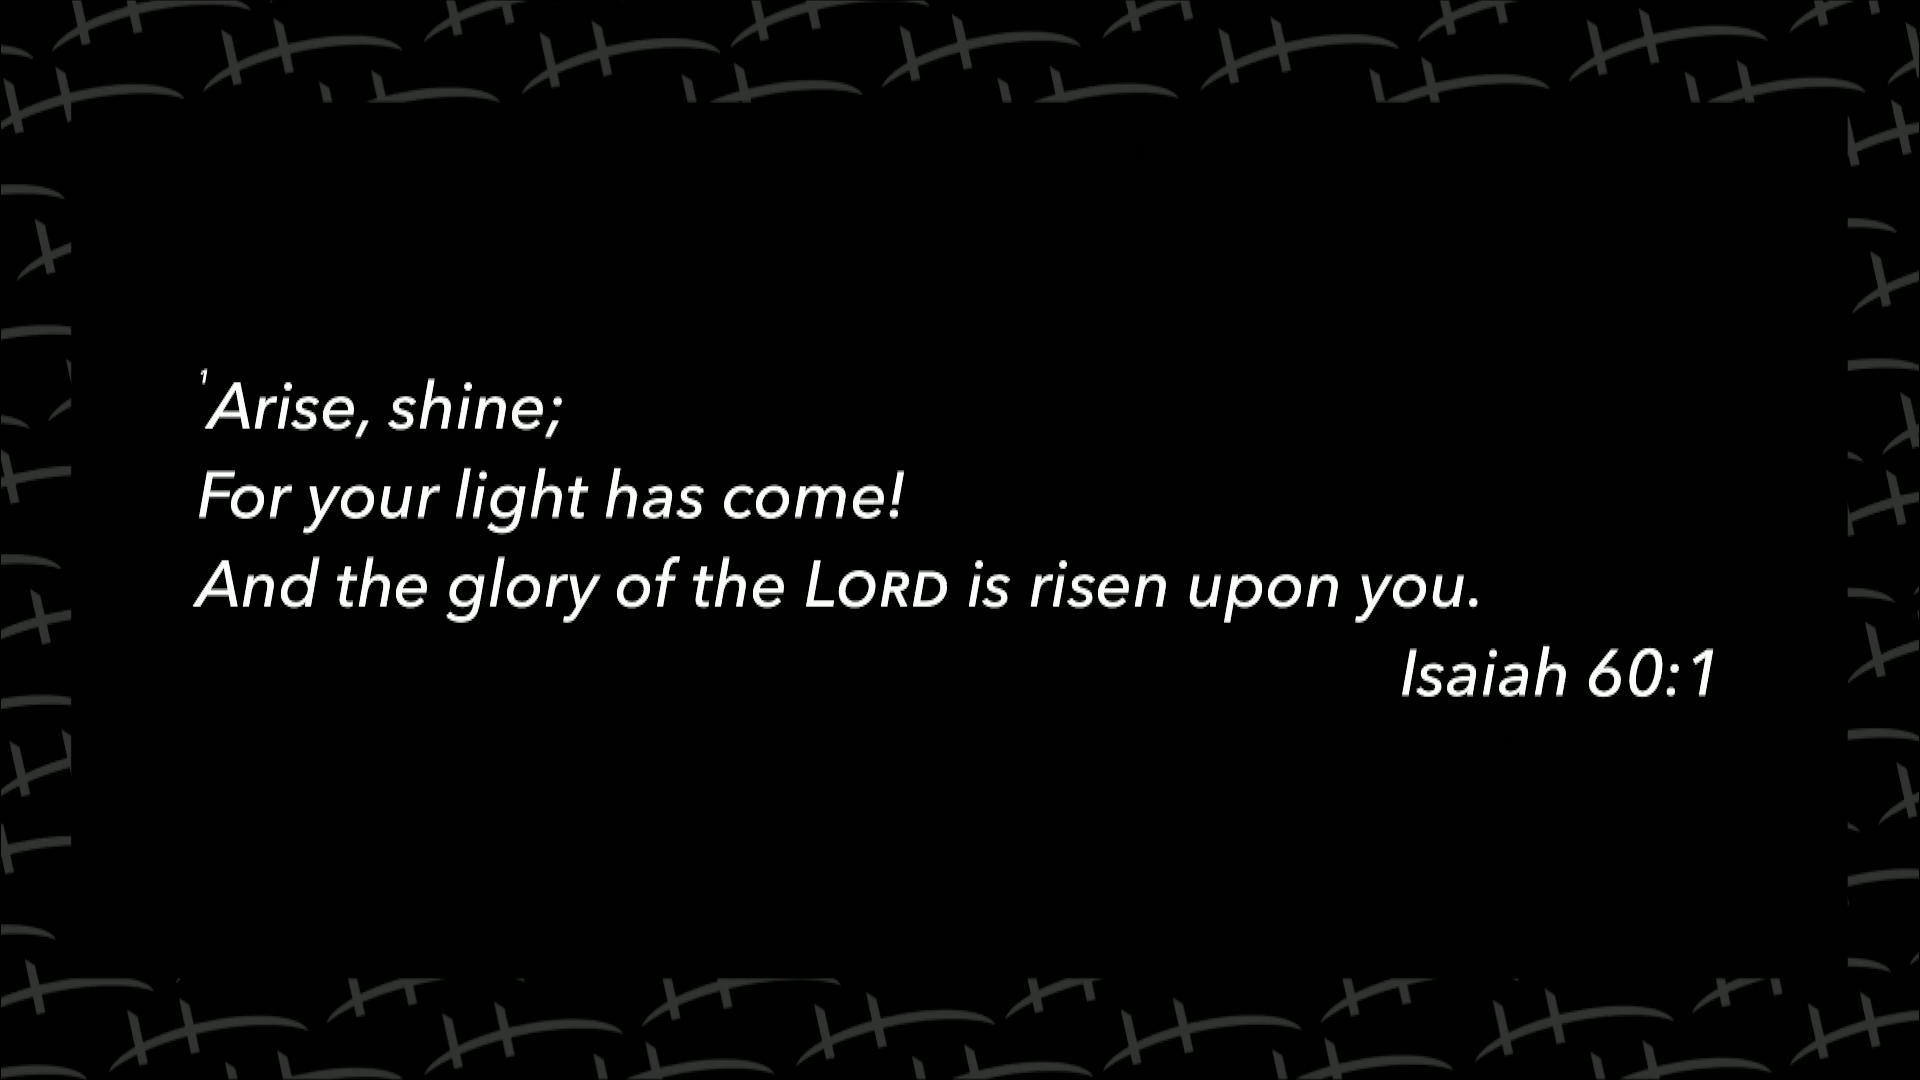 ¹Arise, shine;
For your light has come!
And the glory of the LORD is risen upon you.
Isaiah 60:1